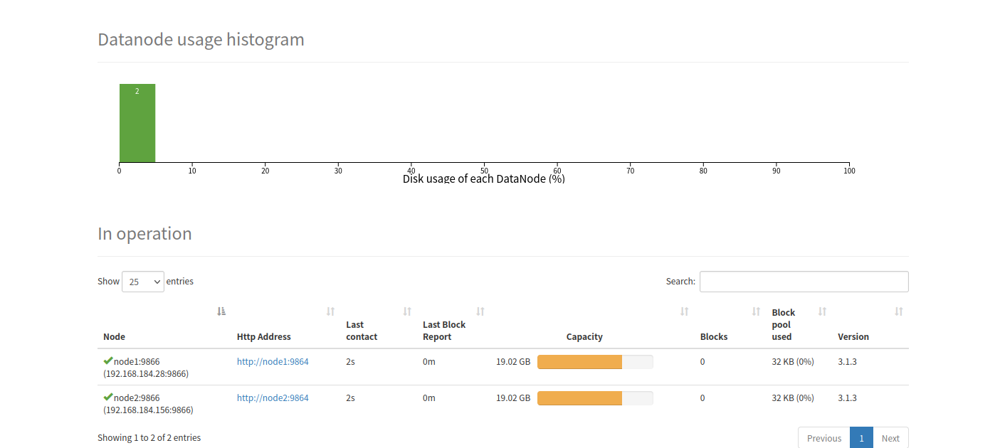 Datanode usage histogram
2
0 10 20 30 40 50 60 70 80 90 100
Disk usage of each DataNode (%)
In operation
Show 25 entries Search:
Node Http Address Last contact Last Block Report Capacity Blocks Block pool used Version
node1:9866 http://node1:9864 2s 0m 19.02 GB 0 32 KB (0%) 3.1.3
(192.168.184.28:9866)
node2:9866 http://node2:9864 2s 0m 19.02 GB 0 32 KB (0%) 3.1.3
(192.168.184.156:9866)
Showing 1 to 2 of 2 entries Previous 1 Next